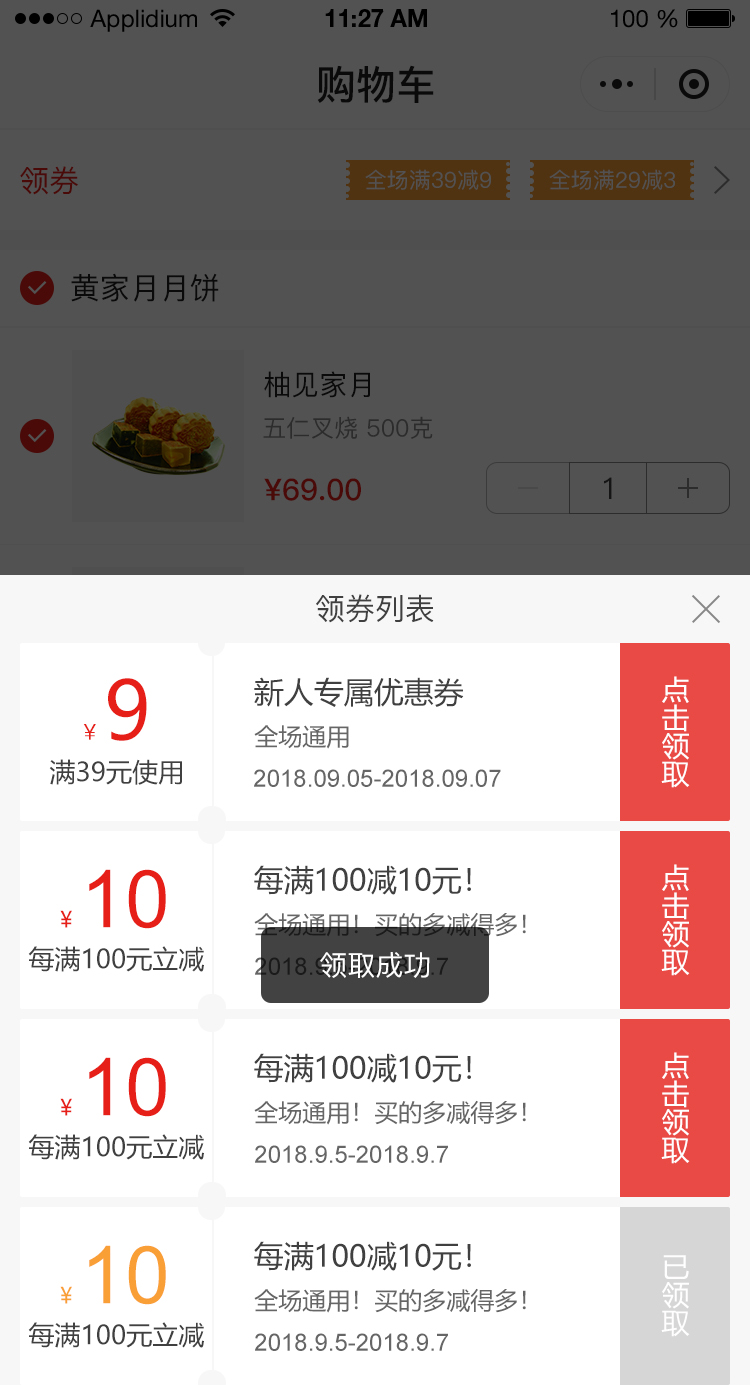 Applidium 11:27 AM 100 %
购物车
领券 全场满39减9 全场满29减3
黄家月月饼
柚见家月
五仁叉烧 500克
¥69.00 1
领券列表
¥ 9
满39元使用
新人专属优惠券
全场通用
2018.09.05-2018.09.07
点击领取
¥ 10
每满100元立减
每满100减10元!
全场通用！买的多减得多!
领取成功
点击领取
¥ 10
每满100元立减
每满100减10元!
全场通用！买的多减得多!
2018.9.5-2018.9.7
点击领取
¥ 10
每满100元立减
每满100减10元!
全场通用！买的多减得多!
2018.9.5-2018.9.7
已领取